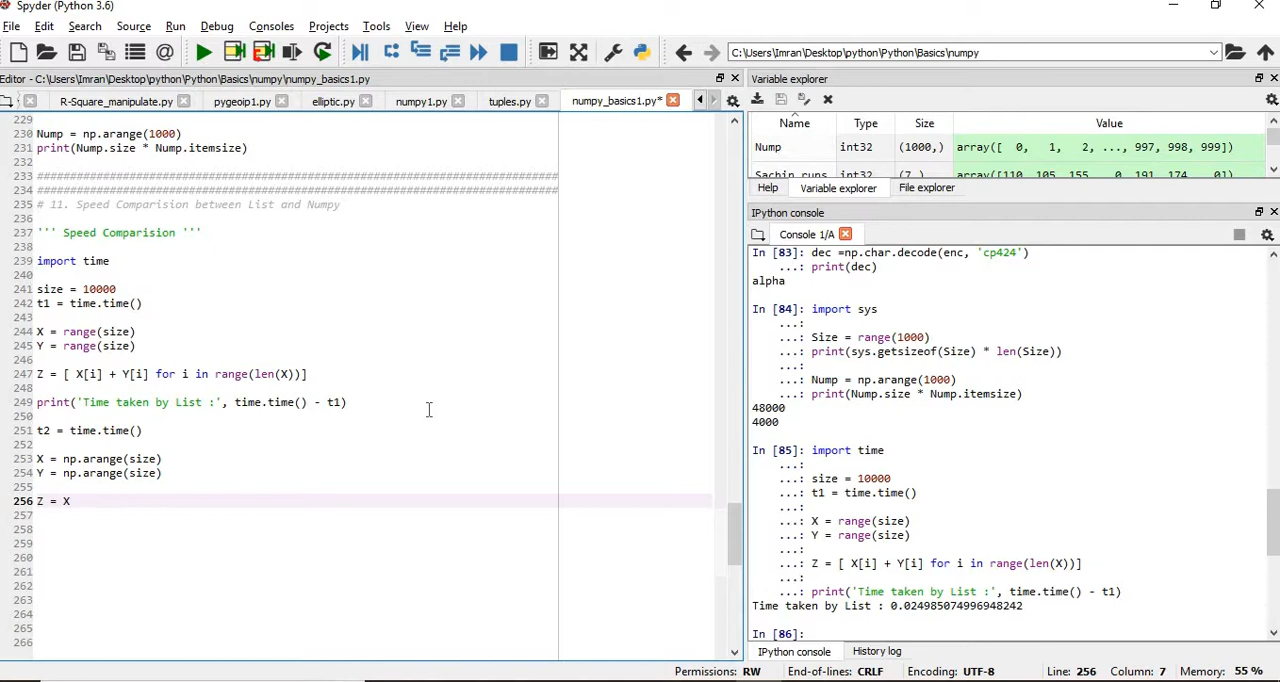 Spyder (Python 3.6)
File Edit Search Source Run Debug Consoles Projects Tools View Help
C:\Users\Imran\Desktop\python\Python\Basics\numpy
Editor - C:\Users\Imran\Desktop\python\Python\Basics\numpy\numpy_basics1.py
R-Square_manipulate.py pygeoip1.py elliptic.py numpy1.py tuples.py numpy_basics1.py*
229
230 Nump = np.arange(1000)
231 print(Nump.size * Nump.itemsize)
232
233 ###############################################################################
234 ###############################################################################
235 # 11. Speed Comparision between List and Numpy
236
237 ''' Speed Comparision '''
238
239 import time
240
241 size = 10000
242 t1 = time.time()
243
244 X = range(size)
245 Y = range(size)
246
247 Z = [ X[i] + Y[i] for i in range(len(X))]
248
249 print('Time taken by List :', time.time() - t1)
250
251 t2 = time.time()
252
253 X = np.arange(size)
254 Y = np.arange(size)
255
256 Z = X
257
258
259
260
261
262
263
264
265
266
Variable explorer
Name Type Size Value
Nump int32 (1000,) array([ 0, 1, 2, ..., 997, 998, 999])
Sachin_runs int32 (7,) array([110, 105, 155, 0, 191, 174, 0])
Help Variable explorer File explorer
IPython console
Console 1/A
In [83]: dec =np.char.decode(enc, 'cp424')
...: print(dec)
alpha
In [84]: import sys
...:
...: Size = range(1000)
...: print(sys.getsizeof(Size) * len(Size))
...:
...: Nump = np.arange(1000)
...: print(Nump.size * Nump.itemsize)
48000
4000
In [85]: import time
...:
...: size = 10000
...: t1 = time.time()
...:
...: X = range(size)
...: Y = range(size)
...:
...: Z = [ X[i] + Y[i] for i in range(len(X))]
...:
...: print('Time taken by List :', time.time() - t1)
Time taken by List : 0.024985074996948242
In [86]:
IPython console History log
Permissions: RW End-of-lines: CRLF Encoding: UTF-8 Line: 256 Column: 7 Memory: 55 %